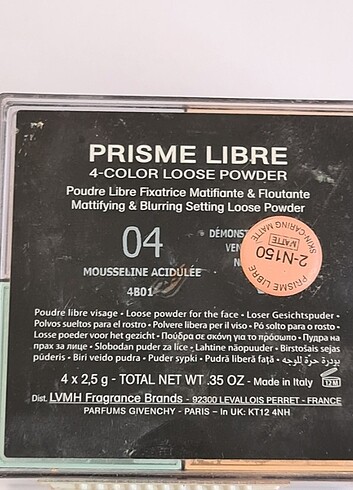 PRISME LIBRE
4-COLOR LOOSE POWDER
Poudre Libre Fixatrice Matifiante & Floutante
Mattifying & Blurring Setting Loose Powder
04
MOUSSELINE ACIDULÉE
4B01
DÉMONST
VEN
N
PRISME LIBRE
SKIN-CARING MATTE
2-N150
MATTE
Poudre libre visage • Loose powder for the face • Loser Gesichtspuder •
Polvos sueltos para el rostro • Polvere libera per il viso • Pó solto para o rosto •
Losse poeder voor het gezicht • Πούδρα σε σκόνη για το πρόσωπο • Пудра на
прах за лице • Slobodan puder za lice • Lahtine näopuuder • Birstošais sejas
pūderis • Biri veido pudra • Puder sypki • Pudră liberă față • بودرة حرة للوجه
4 x 2,5 g - TOTAL NET WT .35 OZ - Made in Italy
12M
Dist. LVMH Fragrance Brands - 92300 LEVALLOIS PERRET - FRANCE
PARFUMS GIVENCHY - PARIS – In UK: KT12 4NH